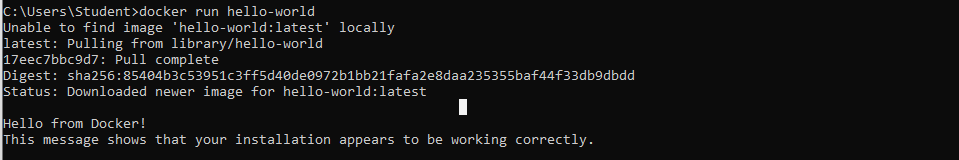 C:\Users\Student>docker run hello-world
Unable to find image 'hello-world:latest' locally
latest: Pulling from library/hello-world
17eec7bbc9d7: Pull complete
Digest: sha256:85404b3c53951c3ff5d40de0972b1bb21fafa2e8daa235355baf44f33db9dbdd
Status: Downloaded newer image for hello-world:latest
Hello from Docker!
This message shows that your installation appears to be working correctly.